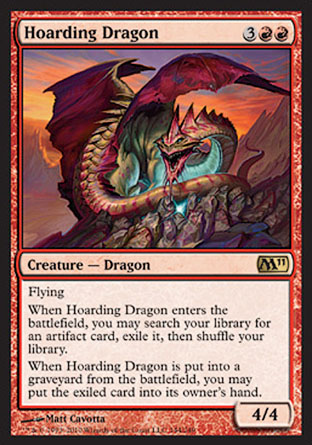 Hoarding Dragon 3
Creature — Dragon M11
Flying
When Hoarding Dragon enters the
battlefield, you may search your library for
an artifact card, exile it, then shuffle your
library.
When Hoarding Dragon is put into a
graveyard from the battlefield, you may
put the exiled card into its owner's hand.
Matt Cavotta
4/4